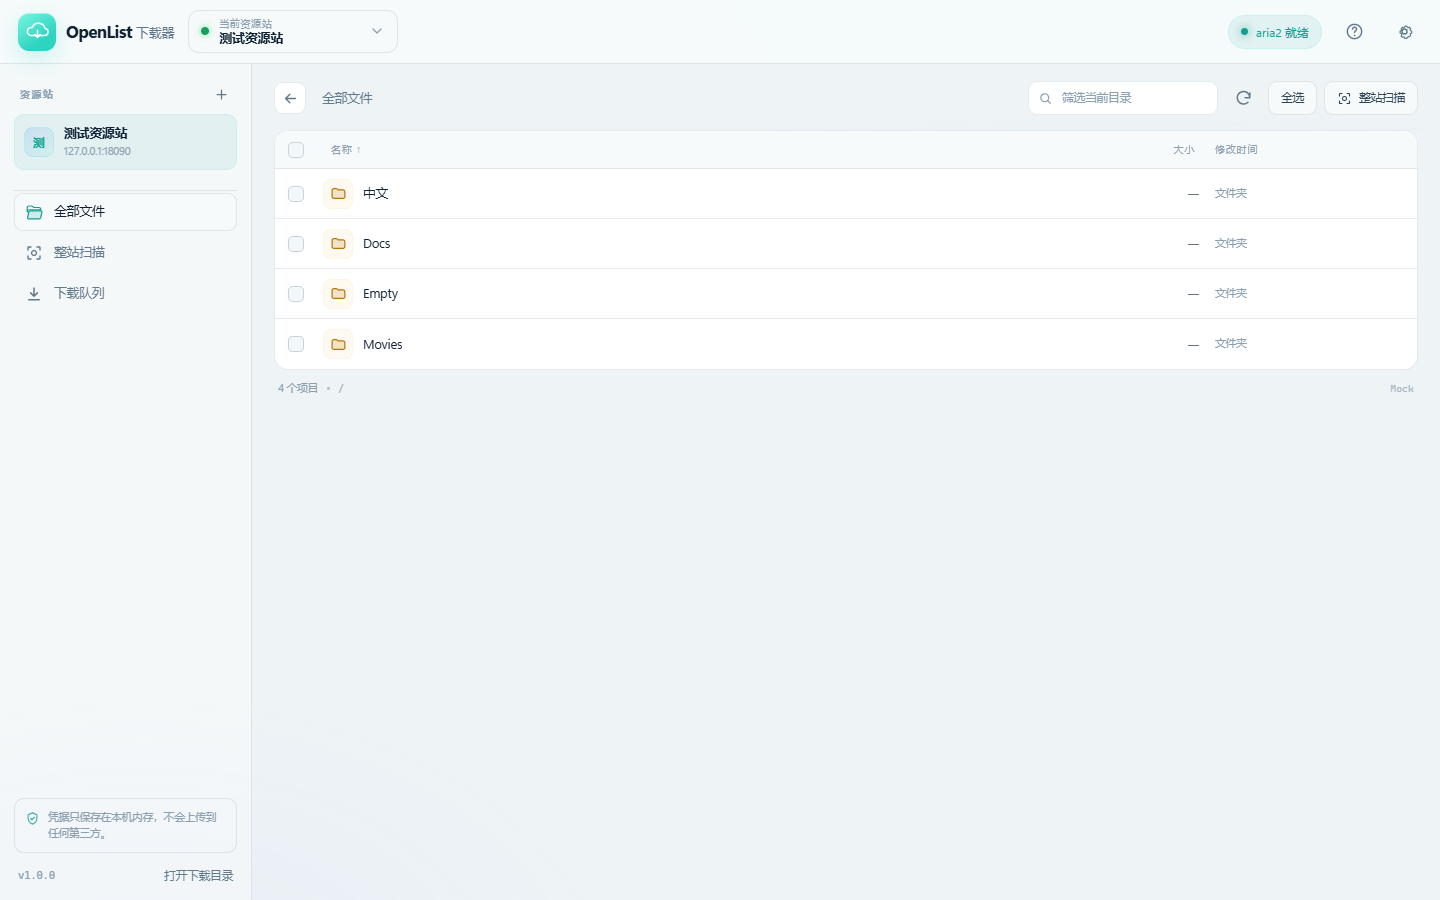 OpenList 下载器
当前资源站
测试资源站
aria2 就绪
资源站
测
测试资源站
127.0.0.1:18090
全部文件
整站扫描
下载队列
全部文件
筛选当前目录
全选
整站扫描
名称 ↑
大小
修改时间
中文
—
文件夹
Docs
—
文件夹
Empty
—
文件夹
Movies
—
文件夹
4 个项目 • /
Mock
凭据只保存在本机内存，不会上传到
任何第三方。
v1.0.0
打开下载目录